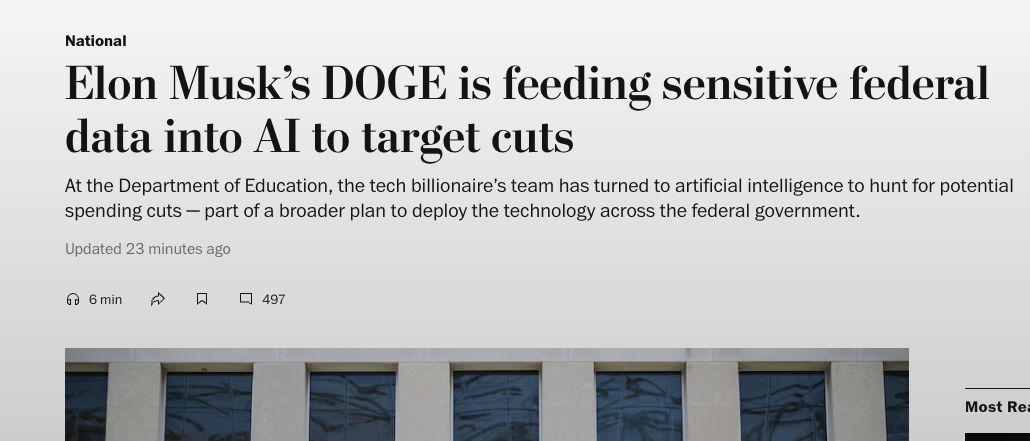 National
Elon Musk’s DOGE is feeding sensitive federal
data into AI to target cuts
At the Department of Education, the tech billionaire’s team has turned to artificial intelligence to hunt for potential
spending cuts — part of a broader plan to deploy the technology across the federal government.
Updated 23 minutes ago
6 min
497
Most